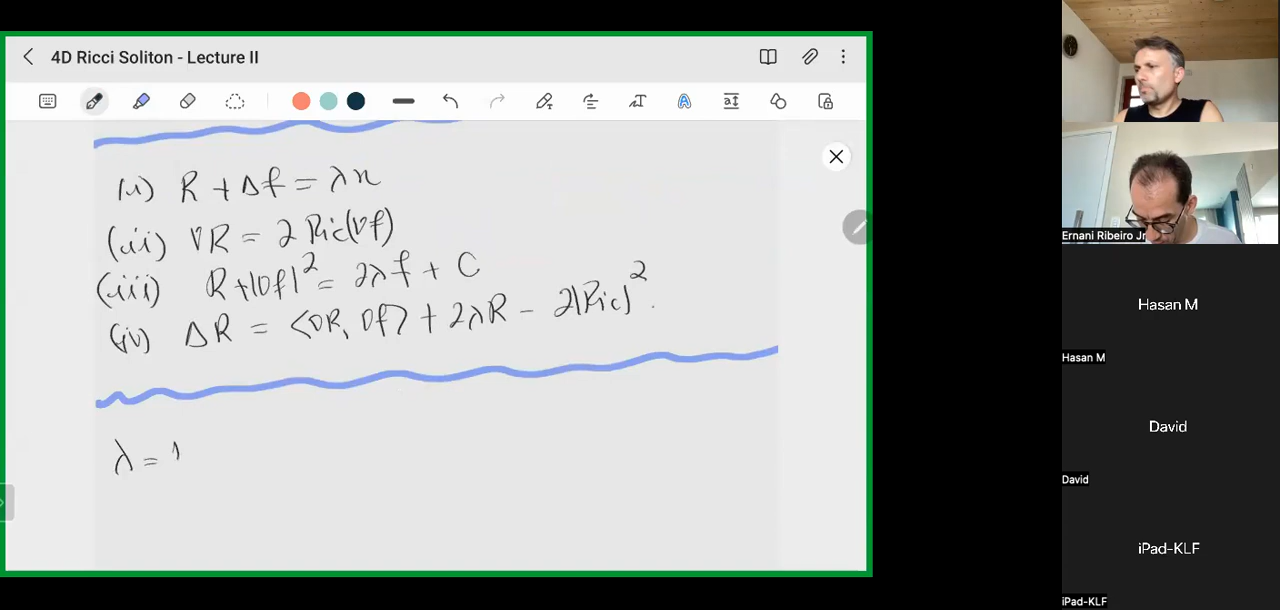 4D Ricci Soliton - Lecture II
(ii) R + Δf = λn
(iii) ∇R = 2 Ric(∇f)
(iii) R+|∇f|² = 2λf + C
(iv) ΔR = <∇R, ∇f> + 2λR - 2|Ric|².
λ =
Ernani Ribeiro Jr
Hasan M
Hasan M
David
David
iPad-KLF
iPad-KLF